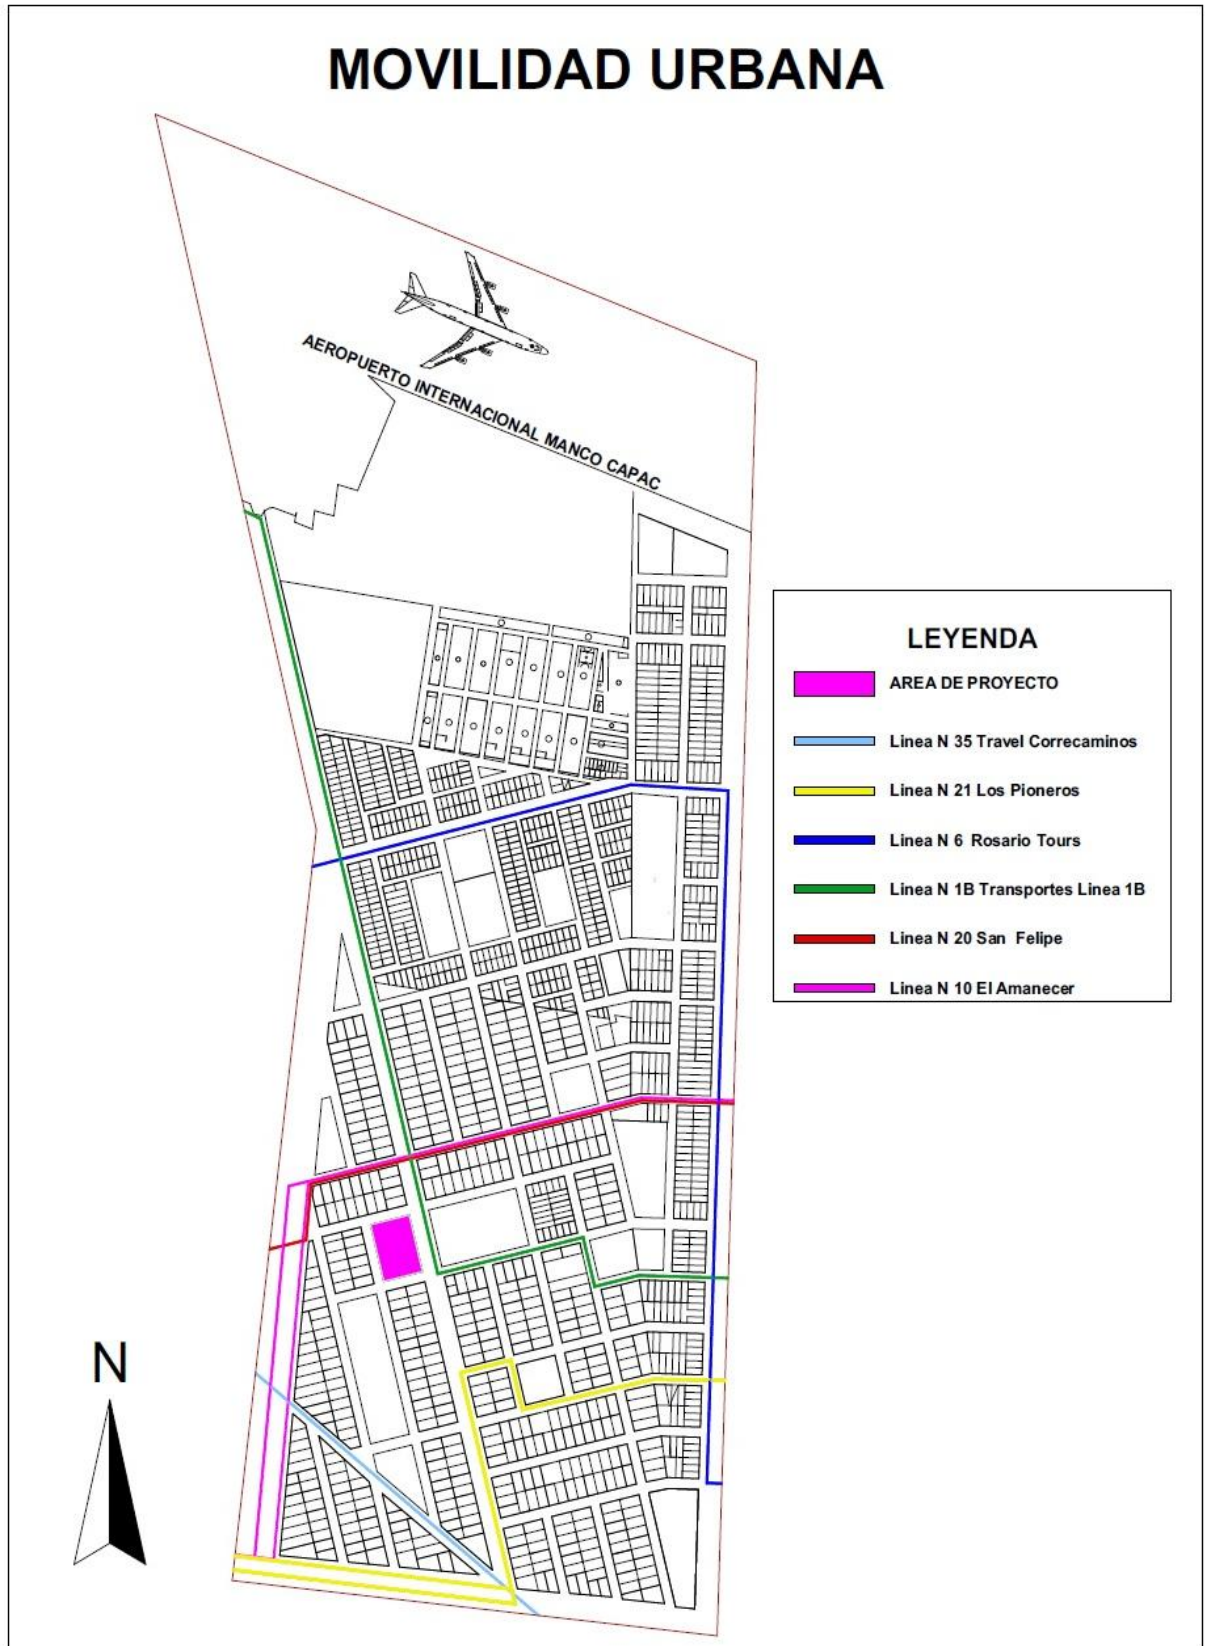 MOVILIDAD URBANA
AEROPUERTO INTERNACIONAL MANCO CAPAC
LEYENDA
AREA DE PROYECTO
Linea N 35 Travel Correcaminos
Linea N 21 Los Pioneros
Linea N 6 Rosario Tours
Linea N 1B Transportes Linea 1B
Linea N 20 San Felipe
Linea N 10 El Amanecer
N